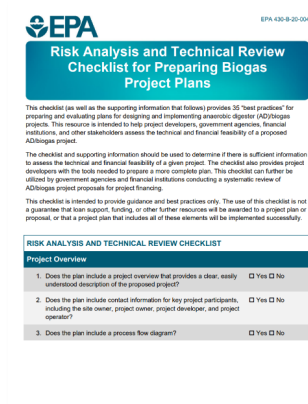 EPA
EPA 430-B-20-004
Risk Analysis and Technical Review
Checklist for Preparing Biogas
Project Plans
This checklist (as well as the supporting information that follows) provides 35 "best practices" for
preparing and evaluating plans for designing and implementing anaerobic digester (AD)/biogas
projects. This resource is intended to help project developers, government agencies, financial
institutions, and other stakeholders assess the technical and financial feasibility of a proposed
AD/biogas project.
The checklist and supporting information should be used to determine if there is sufficient information
to assess the technical and financial feasibility of a given project. The checklist also provides project
developers with the tools needed to prepare a more complete plan. This checklist can further be
utilized by government agencies and financial institutions conducting a systematic review of
AD/biogas project proposals for project financing.
This checklist is intended to provide guidance and best practices only. The use of this checklist is not
a guarantee that loan support, funding, or other further resources will be awarded to a project plan or
proposal, or that a project plan that includes all of these elements will be implemented successfully.
RISK ANALYSIS AND TECHNICAL REVIEW CHECKLIST
Project Overview
1. Does the plan include a project overview that provides a clear, easily ☐ Yes ☐ No
understood description of the proposed project?
2. Does the plan include contact information for key project participants, ☐ Yes ☐ No
including the site owner, project owner, project developer, and project
operator?
3. Does the plan include a process flow diagram? ☐ Yes ☐ No